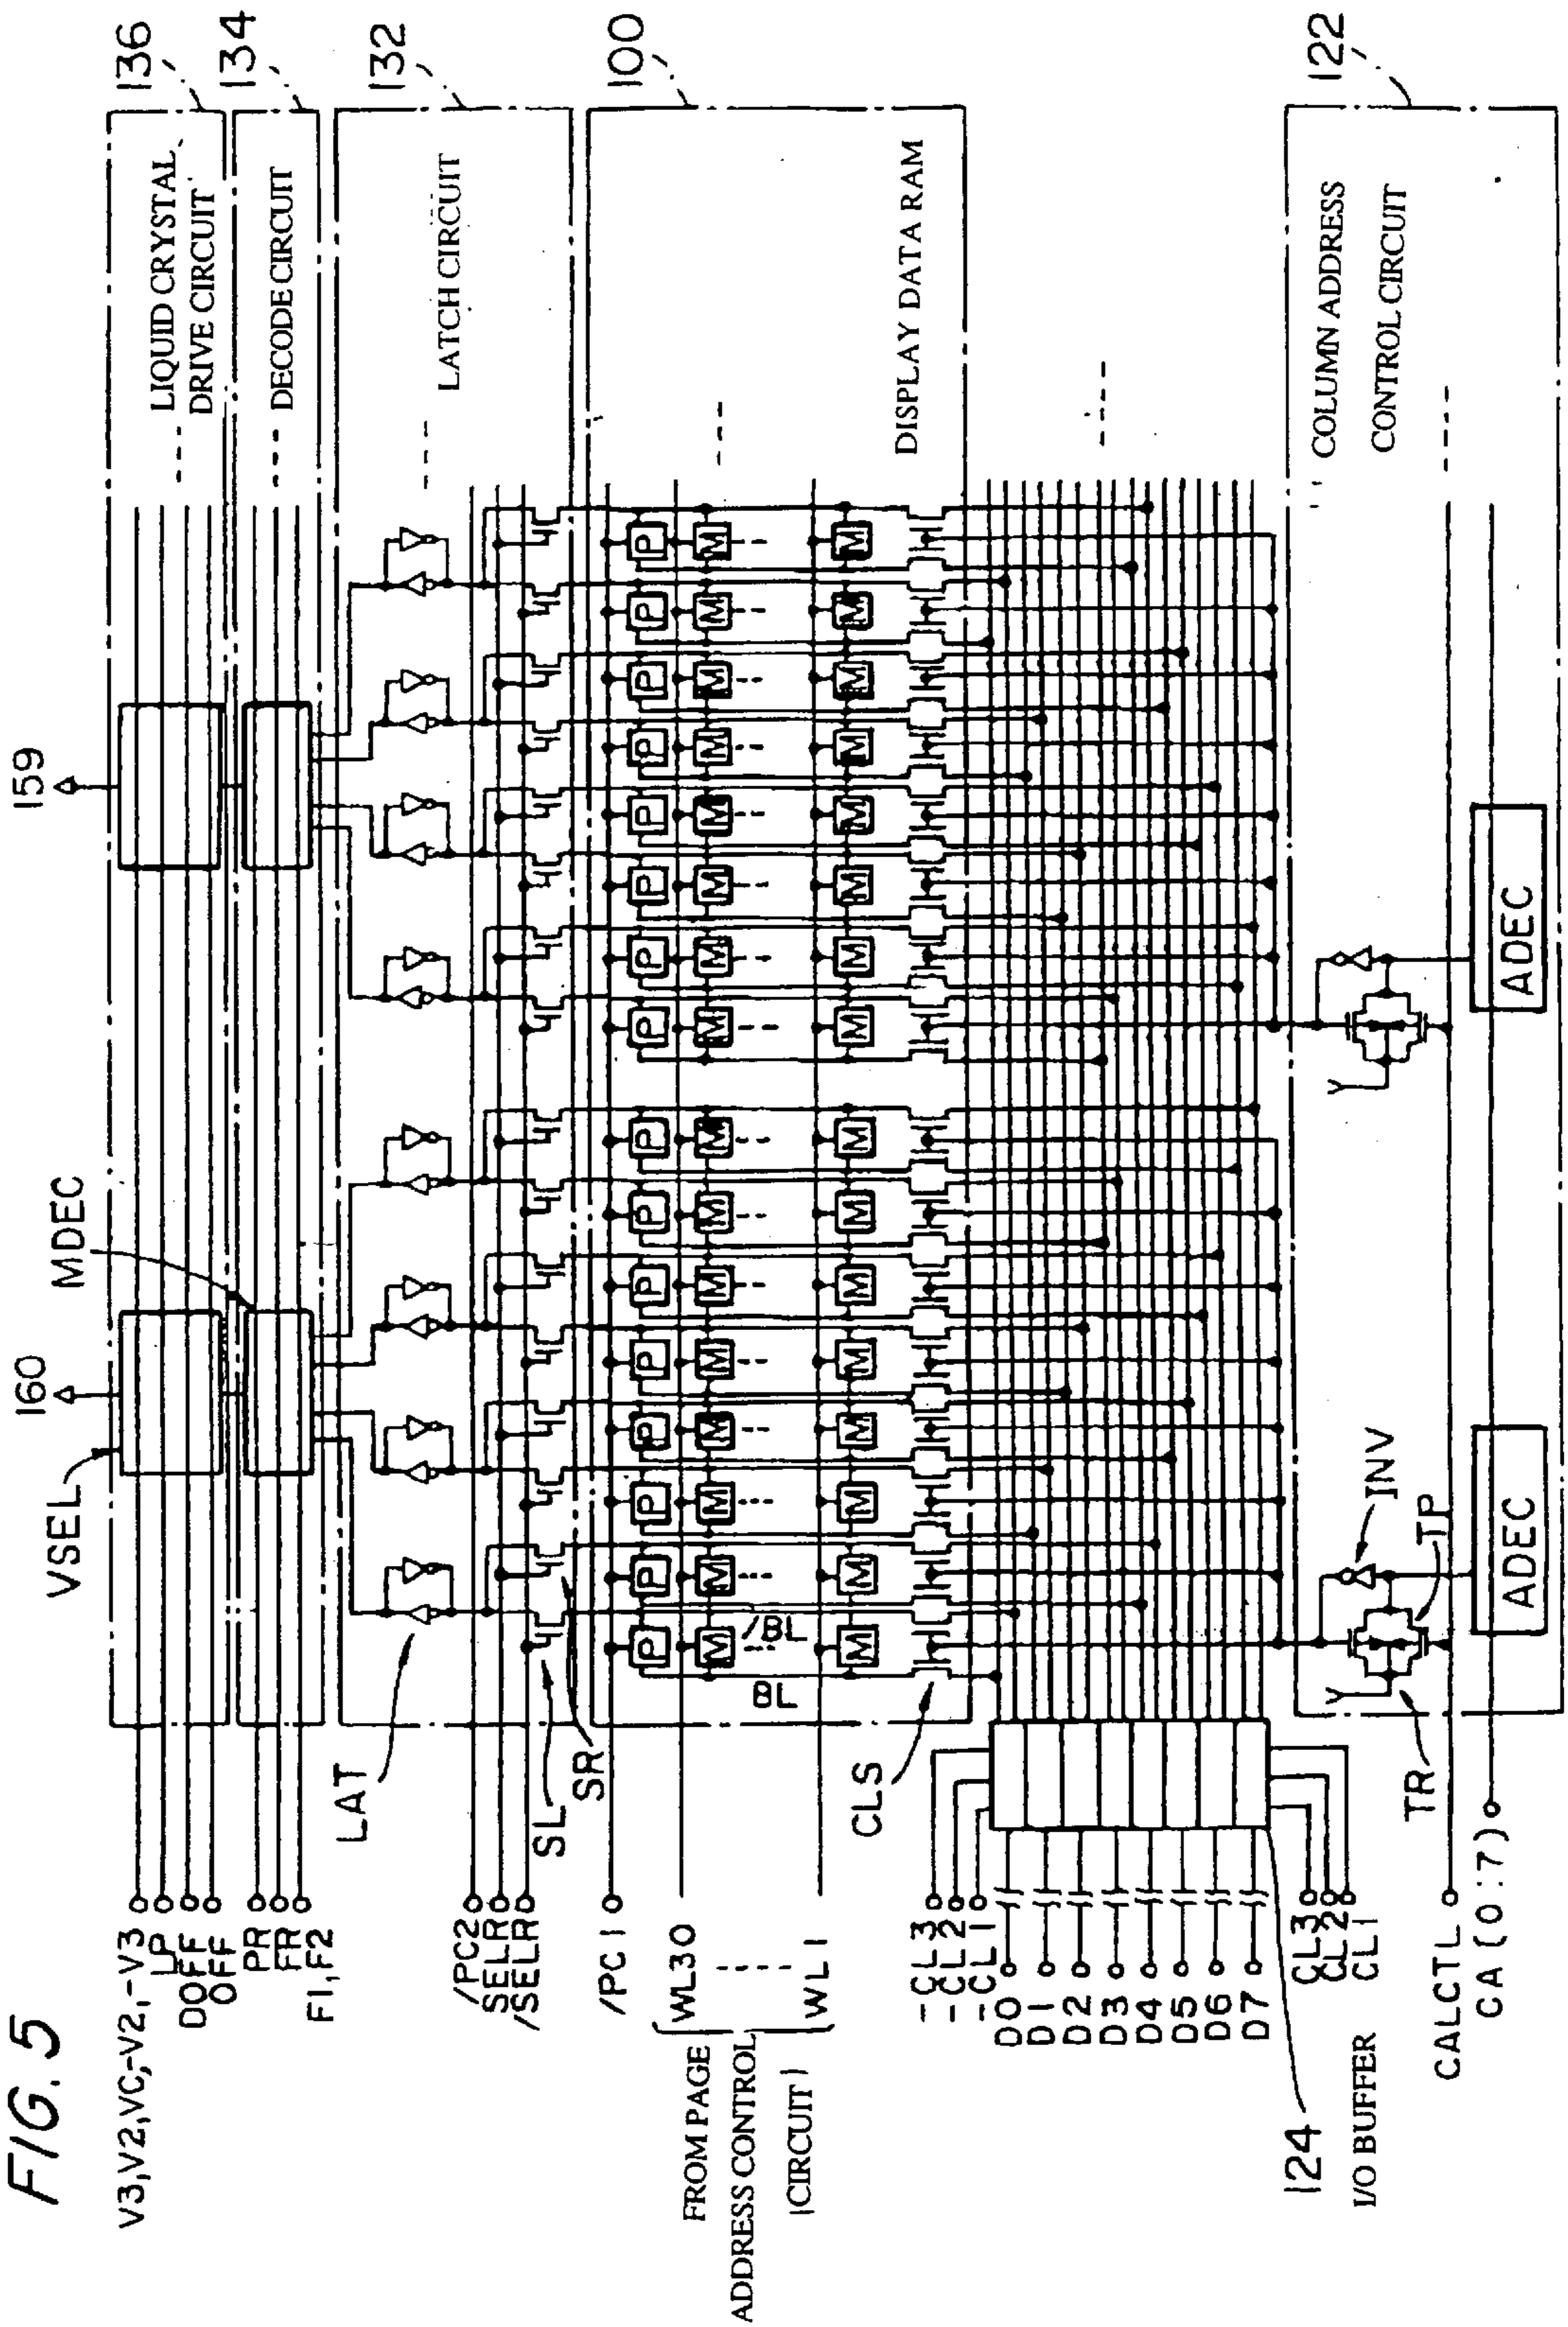 FIG. 5
136
134
132
100
122
159
160
MDEC
VSEL
LIQUID CRYSTAL
DRIVE CIRCUIT
DECODE CIRCUIT
LATCH CIRCUIT
DISPLAY DATA RAM
COLUMN ADDRESS
CONTROL CIRCUIT
V3,V2,VC,-V2,-V3
LP
DOFF
OFF
PR
FR
F1,F2
LAT
/PC2
SELR
/SELR
SL
SR
/PC1
P P P P P P P P P P P P P P P P
WL30
M M M M M M M M M M M M M M M M
/BL
BL
FROM PAGE
ADDRESS CONTROL
CIRCUIT
WL1
M M M M M M M M M M M M M M M M
CLS
-CL3
-CL2
-CL1
D0
D1
D2
D3
D4
D5
D6
D7
CL3
CL2
CL1
124
I/O BUFFER
TR
INV
TP
CALCTL
CA(0:7)
ADEC
ADEC